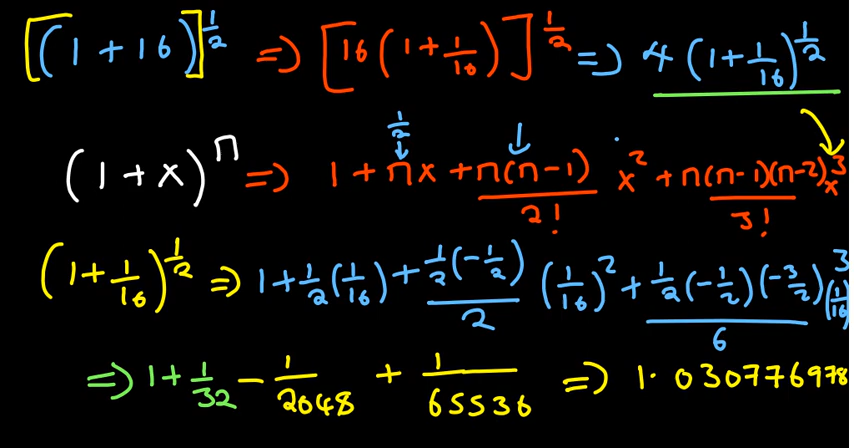 [(1 + 16)]^(1/2) => [16(1 + 1/16)]^(1/2) => 4(1 + 1/16)^(1/2)
1/2
(1 + x)^n => 1 + nx + n(n-1)/2! x^2 + n(n-1)(n-2)/3! x^3
(1 + 1/16)^(1/2) => 1 + 1/2(1/16) + 1/2(-1/2)/2 (1/16)^2 + 1/2(-1/2)(-3/2)/6 (1/16)^3
=> 1 + 1/32 - 1/2048 + 1/65536 => 1.030776978